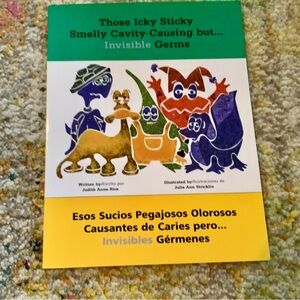 Those Icky Sticky
Smelly Cavity-Causing but...
Invisible Germs
Written by/Escrito por
Judith Anne Rice
Illustrated by/Ilustraciones de
Julie Ann Stricklin
Esos Sucios Pegajosos Olorosos
Causantes de Caries pero...
Invisibles Gérmenes